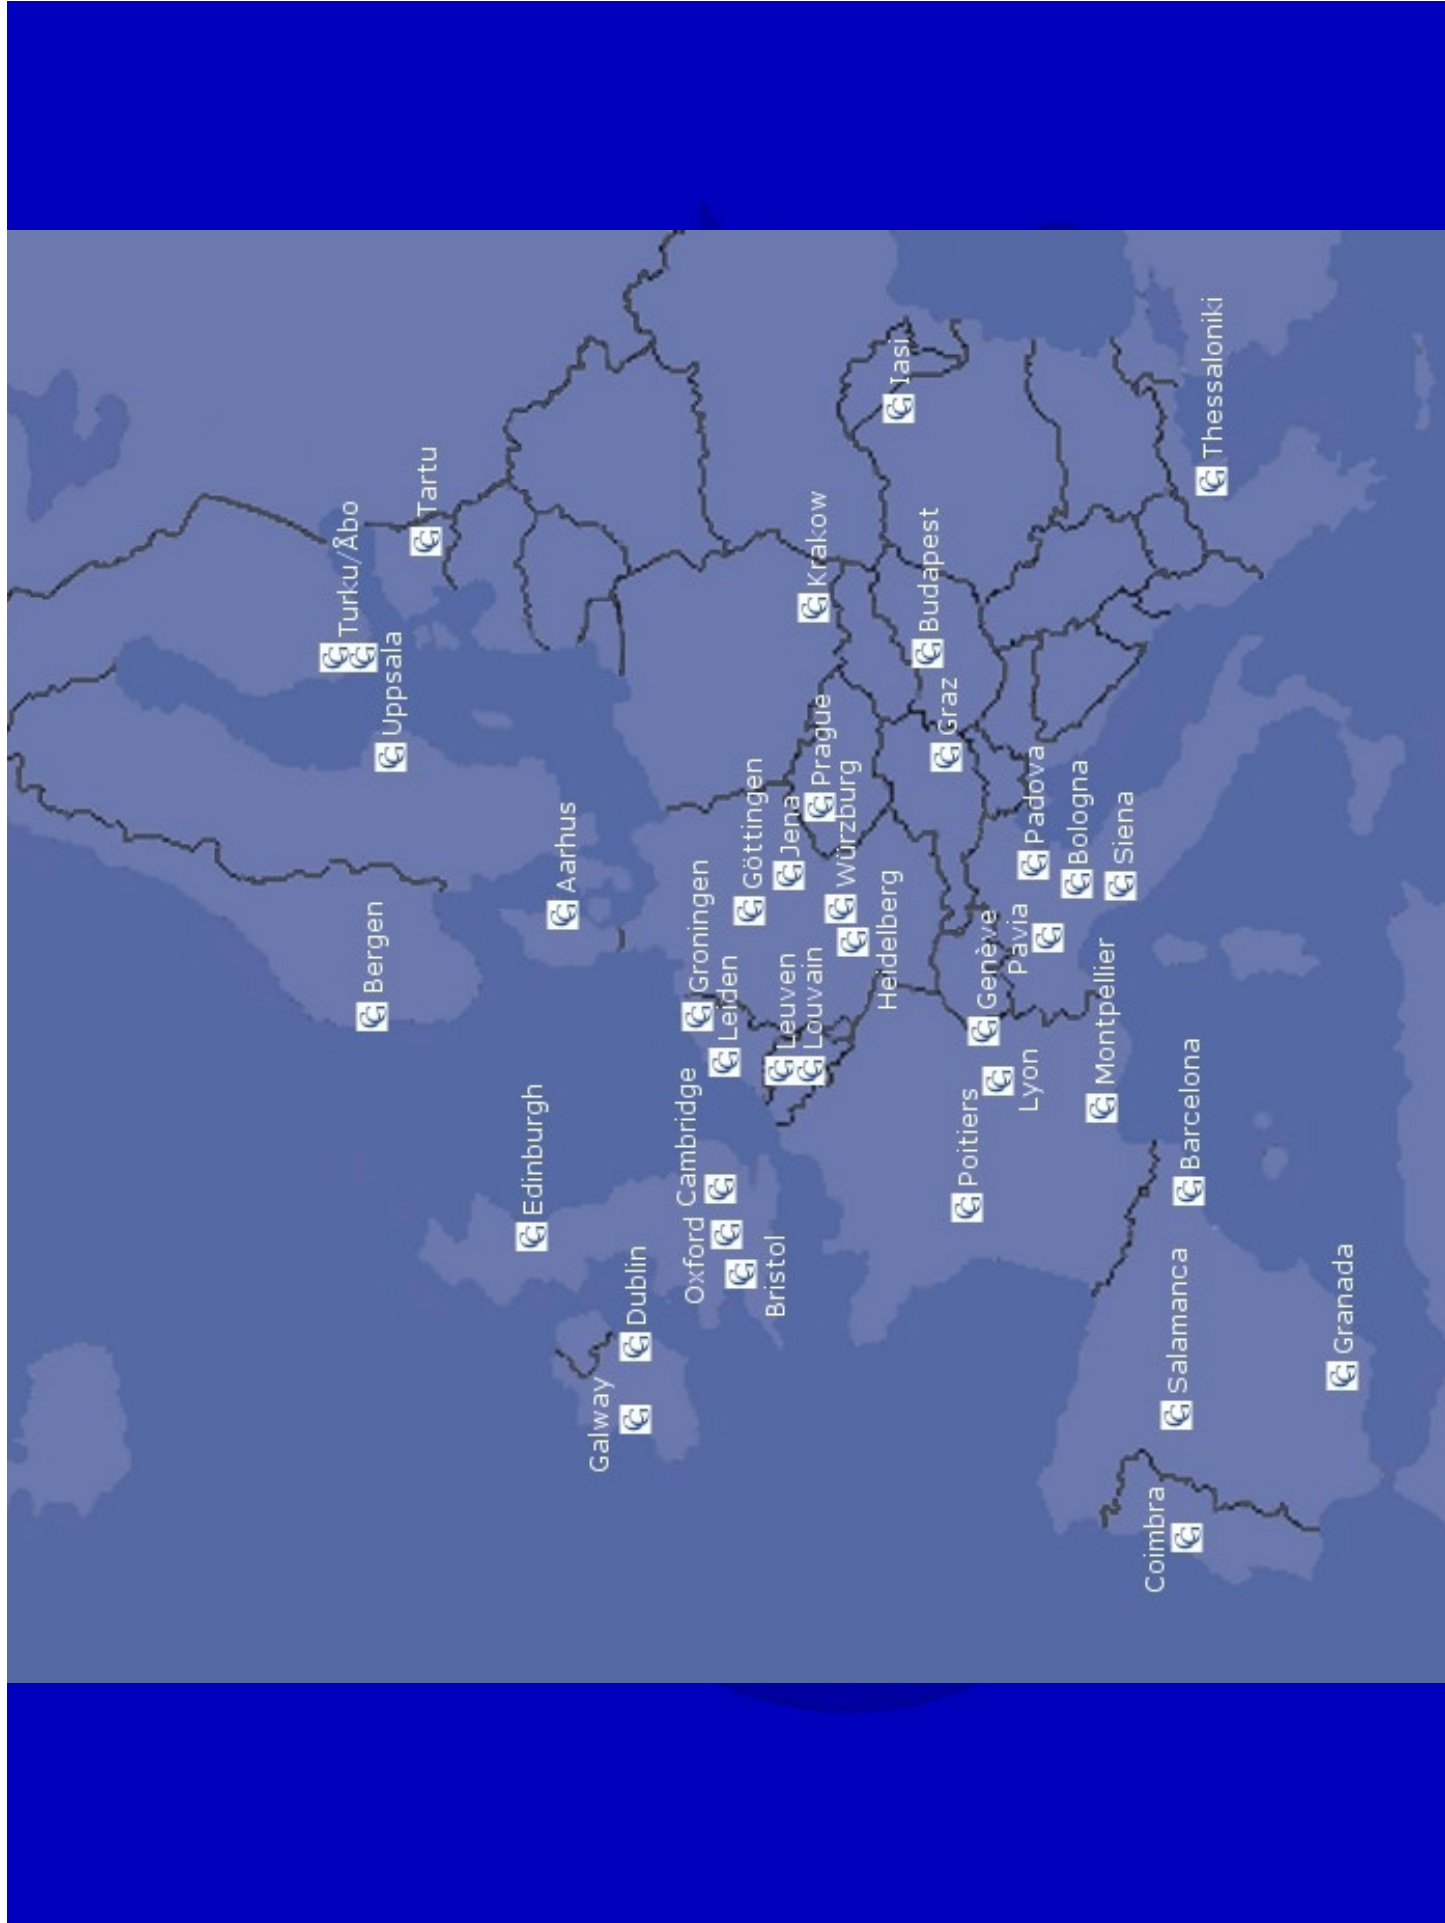 Turku/Åbo
Tartu
Uppsala
Bergen
Edinburgh
Aarhus
Galway
Dublin
Groningen
Leiden
Cambridge
Oxford
Bristol
Göttingen
Jena
Leuven
Louvain
Krakow
Prague
Würzburg
Heidelberg
Iasi
Budapest
Graz
Poitiers
Genève
Lyon
Pavia
Padova
Bologna
Siena
Montpellier
Thessaloniki
Coimbra
Salamanca
Barcelona
Granada